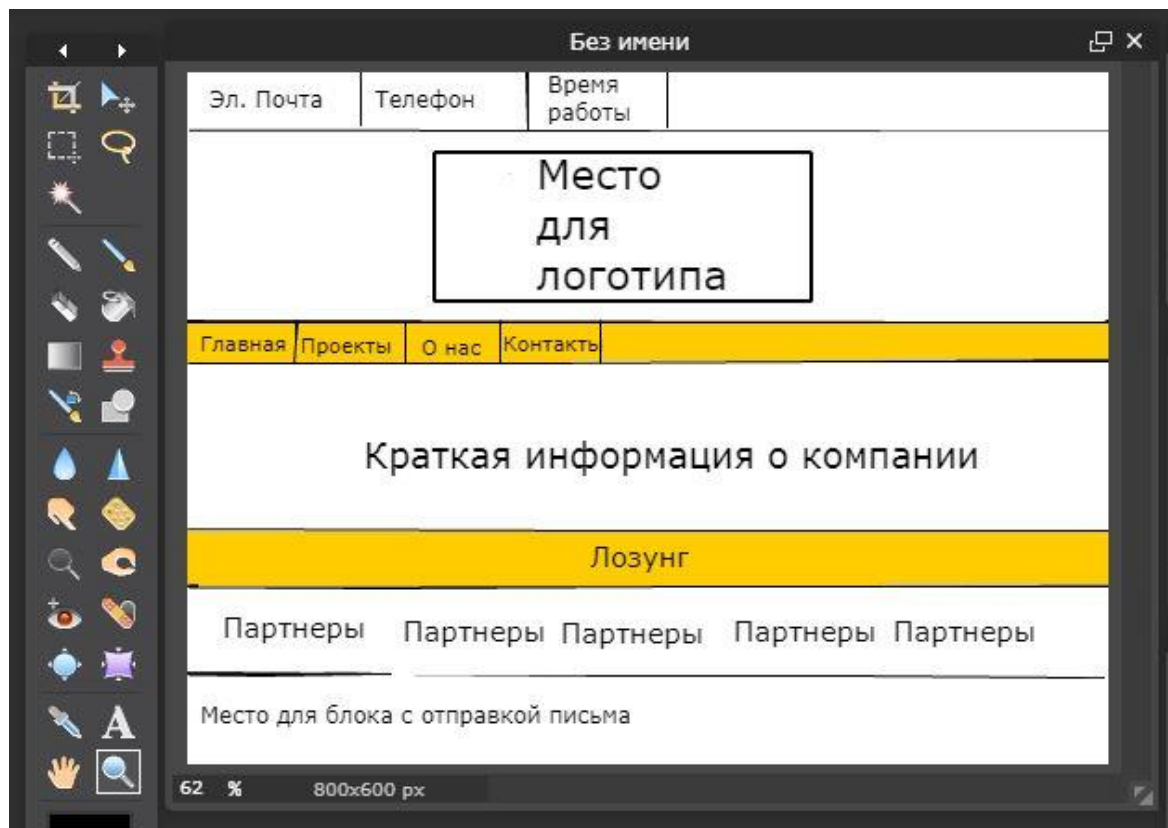 Без имени
Эл. Почта
Телефон
Время
работы
Место
для
логотипа
Главная Проекты О нас Контакты
Краткая информация о компании
Лозунг
Партнеры Партнеры Партнеры Партнеры Партнеры
Место для блока с отправкой письма
62 % 800x600 px